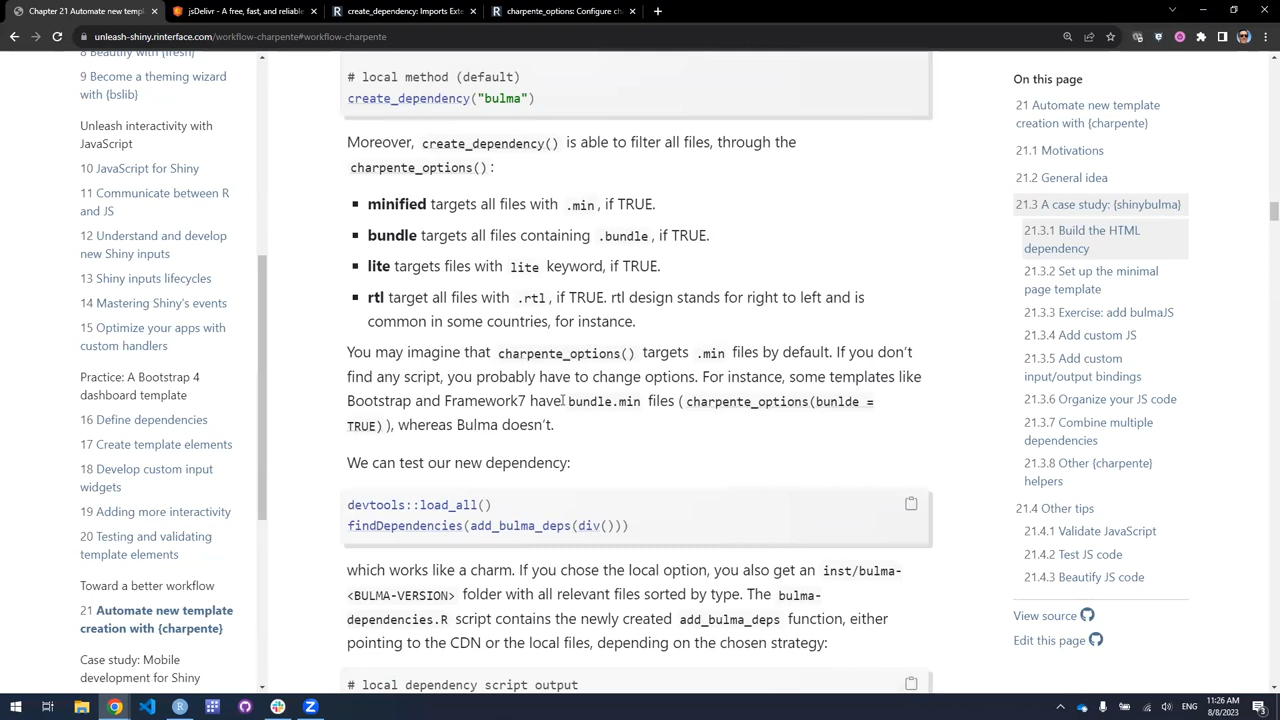 Chapter 21 Automate new templ
jsDelivr - A free, fast, and reliable
create_dependency: Imports Exte
charpente_options: Configure ch
unleash-shiny.rinterface.com/workflow-charpente#workflow-charpente
8 Beautify with {fresh}
9 Become a theming wizard
with {bslib}
Unleash interactivity with
JavaScript
10 JavaScript for Shiny
11 Communicate between R
and JS
12 Understand and develop
new Shiny inputs
13 Shiny inputs lifecycles
14 Mastering Shiny's events
15 Optimize your apps with
custom handlers
Practice: A Bootstrap 4
dashboard template
16 Define dependencies
17 Create template elements
18 Develop custom input
widgets
19 Adding more interactivity
20 Testing and validating
template elements
Toward a better workflow
21 Automate new template
creation with {charpente}
Case study: Mobile
development for Shiny
# local method (default)
create_dependency("bulma")
Moreover, create_dependency() is able to filter all files, through the
charpente_options():
▪ minified targets all files with .min, if TRUE.
▪ bundle targets all files containing .bundle, if TRUE.
▪ lite targets files with lite keyword, if TRUE.
▪ rtl target all files with .rtl, if TRUE. rtl design stands for right to left and is
common in some countries, for instance.
You may imagine that charpente_options() targets .min files by default. If you don't
find any script, you probably have to change options. For instance, some templates like
Bootstrap and Framework7 have bundle.min files (charpente_options(bunlde =
TRUE)), whereas Bulma doesn't.
We can test our new dependency:
devtools::load_all()
findDependencies(add_bulma_deps(div()))
which works like a charm. If you chose the local option, you also get an inst/bulma-
<BULMA-VERSION> folder with all relevant files sorted by type. The bulma-
dependencies.R script contains the newly created add_bulma_deps function, either
pointing to the CDN or the local files, depending on the chosen strategy:
# local dependency script output
On this page
21 Automate new template
creation with {charpente}
21.1 Motivations
21.2 General idea
21.3 A case study: {shinybulma}
21.3.1 Build the HTML
dependency
21.3.2 Set up the minimal
page template
21.3.3 Exercise: add bulmaJS
21.3.4 Add custom JS
21.3.5 Add custom
input/output bindings
21.3.6 Organize your JS code
21.3.7 Combine multiple
dependencies
21.3.8 Other {charpente}
helpers
21.4 Other tips
21.4.1 Validate JavaScript
21.4.2 Test JS code
21.4.3 Beautify JS code
View source
Edit this page
ENG
11:26 AM
8/8/2023